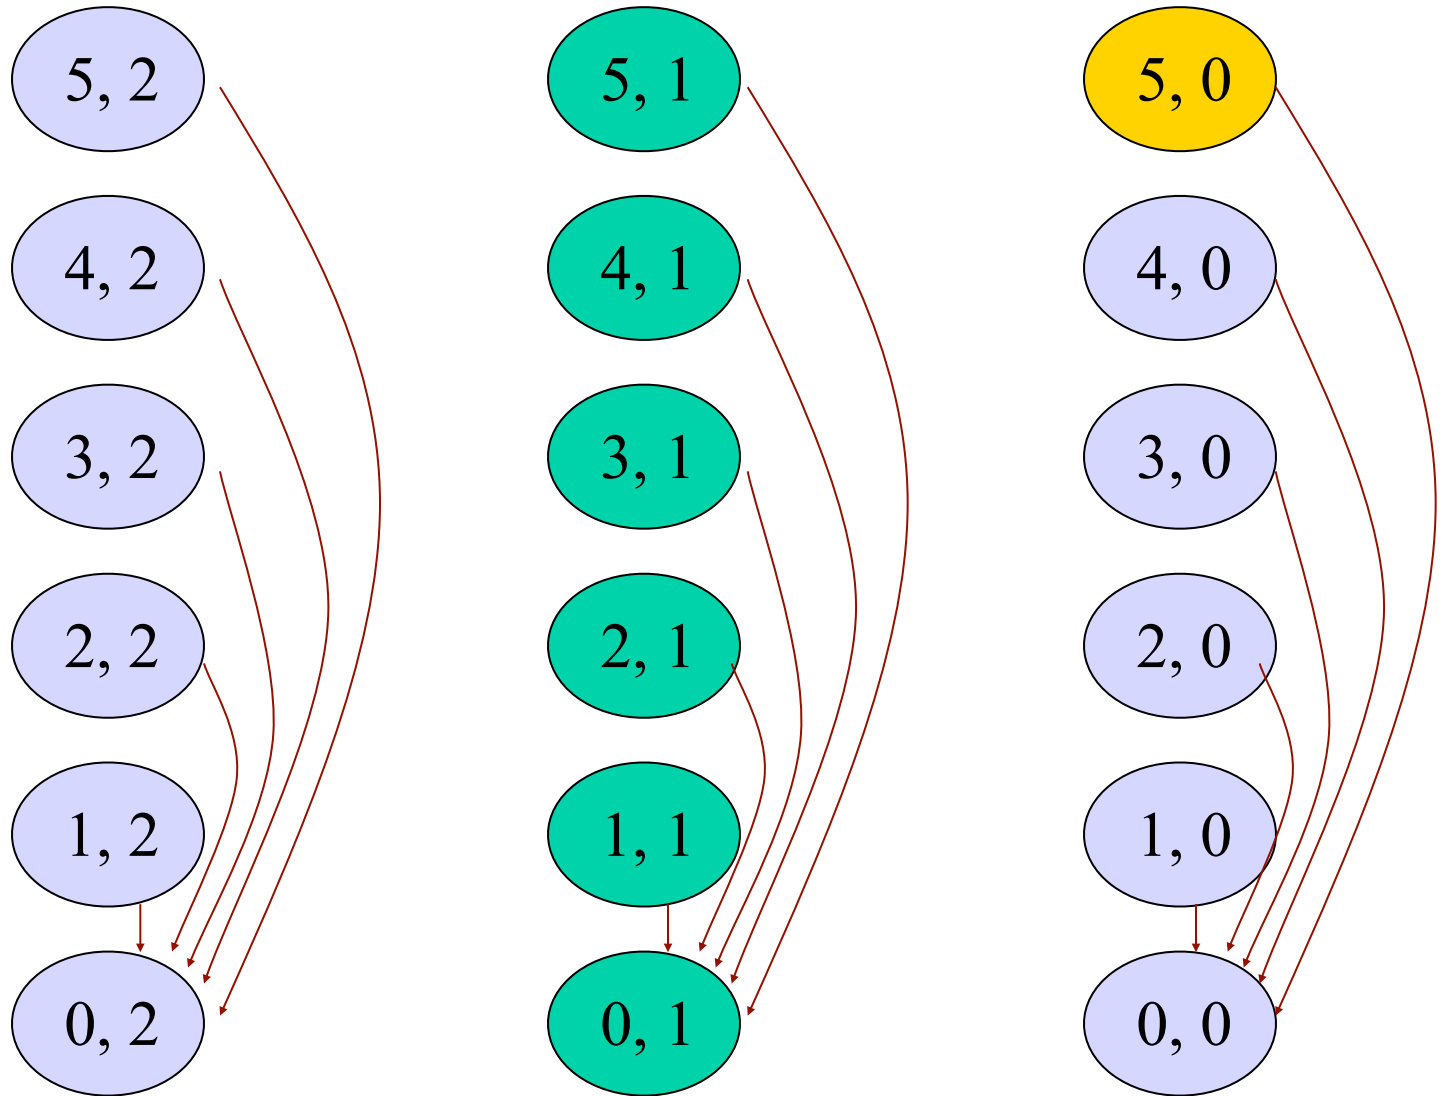 5, 2 5, 1 5, 0
4, 2 4, 1 4, 0
3, 2 3, 1 3, 0
2, 2 2, 1 2, 0
1, 2 1, 1 1, 0
0, 2 0, 1 0, 0